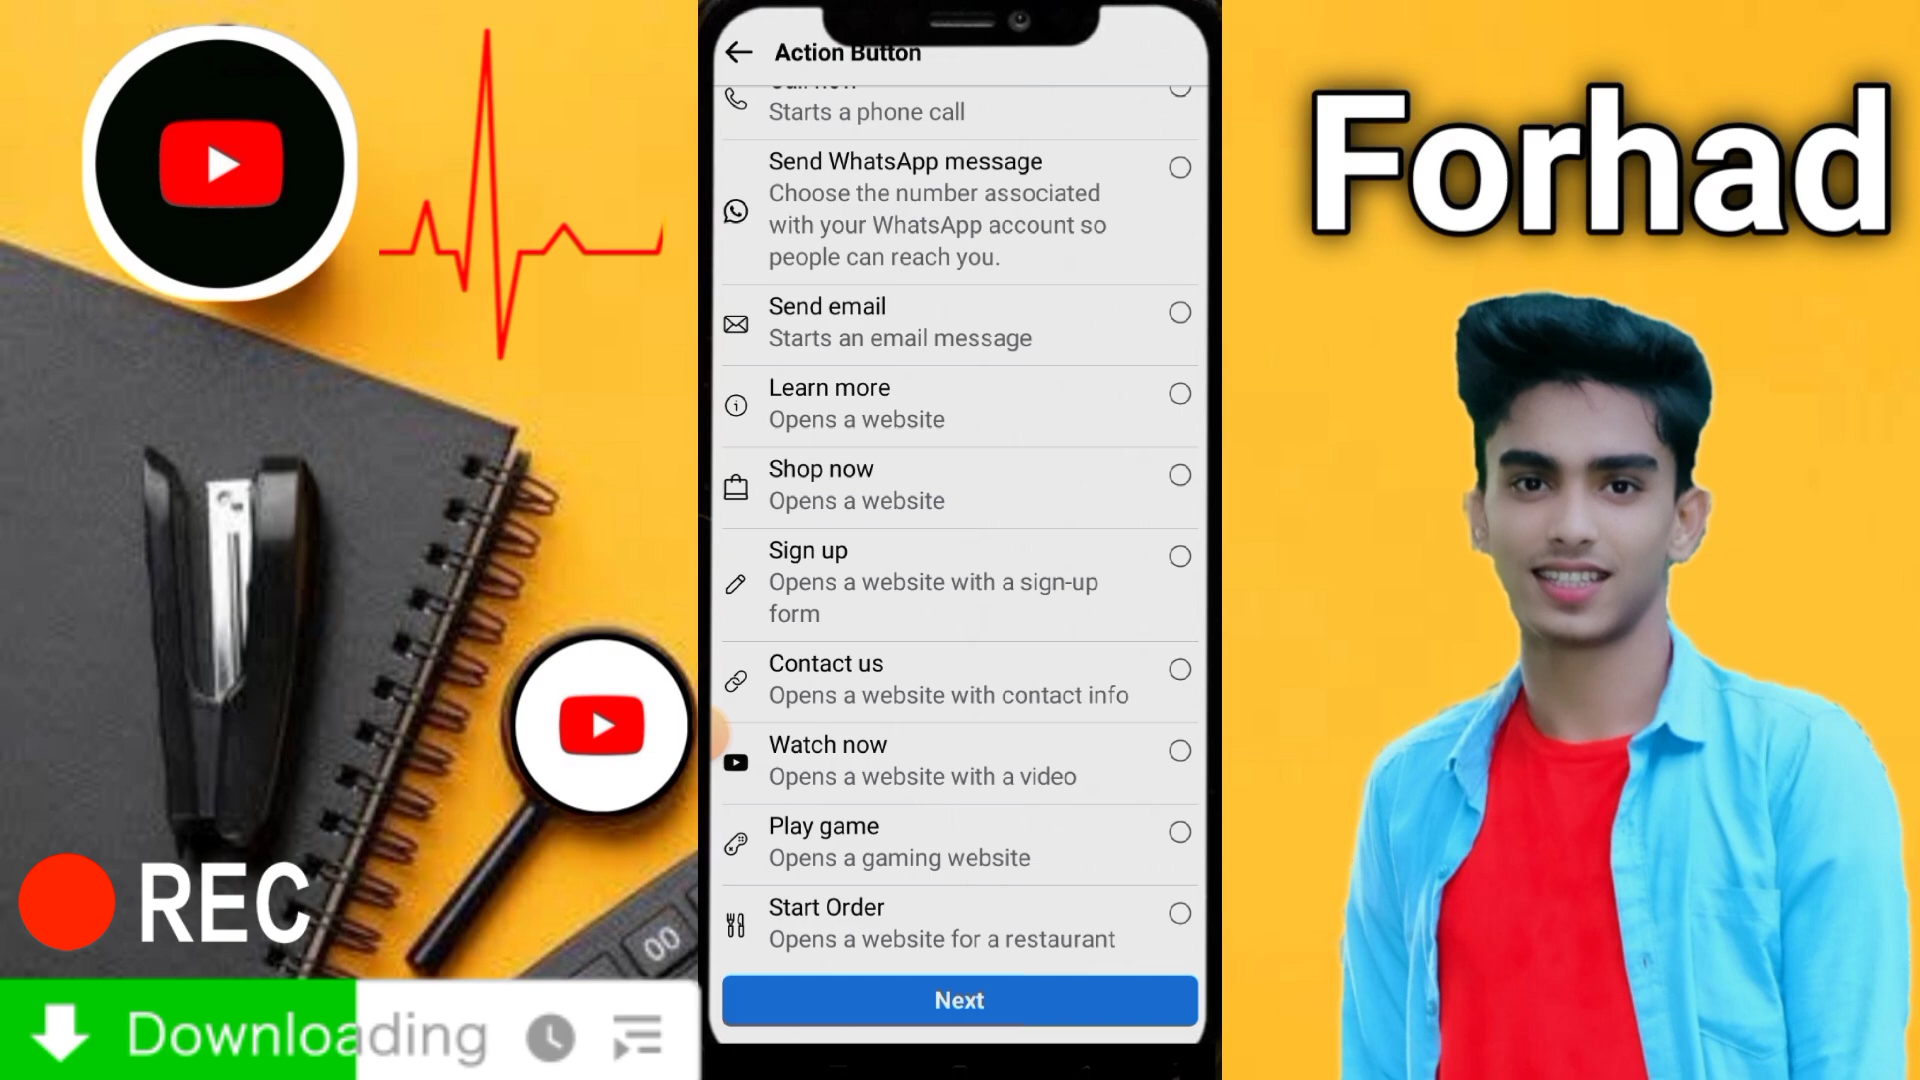 Action Button
Starts a phone call
Send WhatsApp message
Choose the number associated
with your WhatsApp account so
people can reach you.
Send email
Starts an email message
Learn more
Opens a website
Shop now
Opens a website
Sign up
Opens a website with a sign-up
form
Contact us
Opens a website with contact info
Watch now
Opens a website with a video
Play game
Opens a gaming website
Start Order
Opens a website for a restaurant
Next
Forhad
REC
00
Downloading